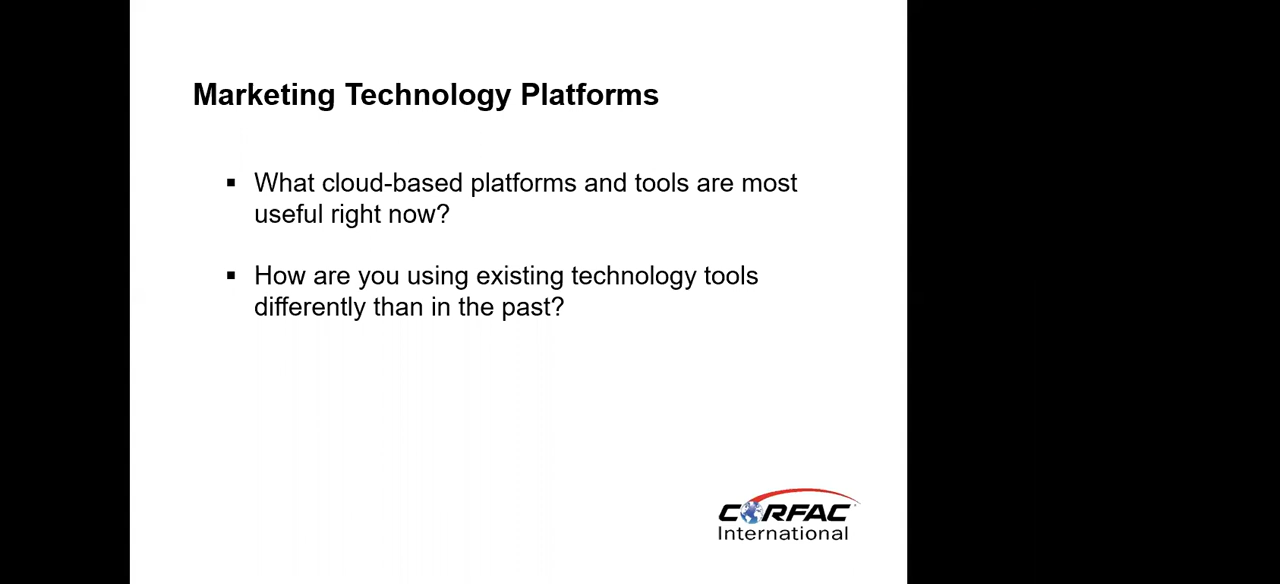 Marketing Technology Platforms
▪ What cloud-based platforms and tools are most
useful right now?
▪ How are you using existing technology tools
differently than in the past?
CORFAC
International